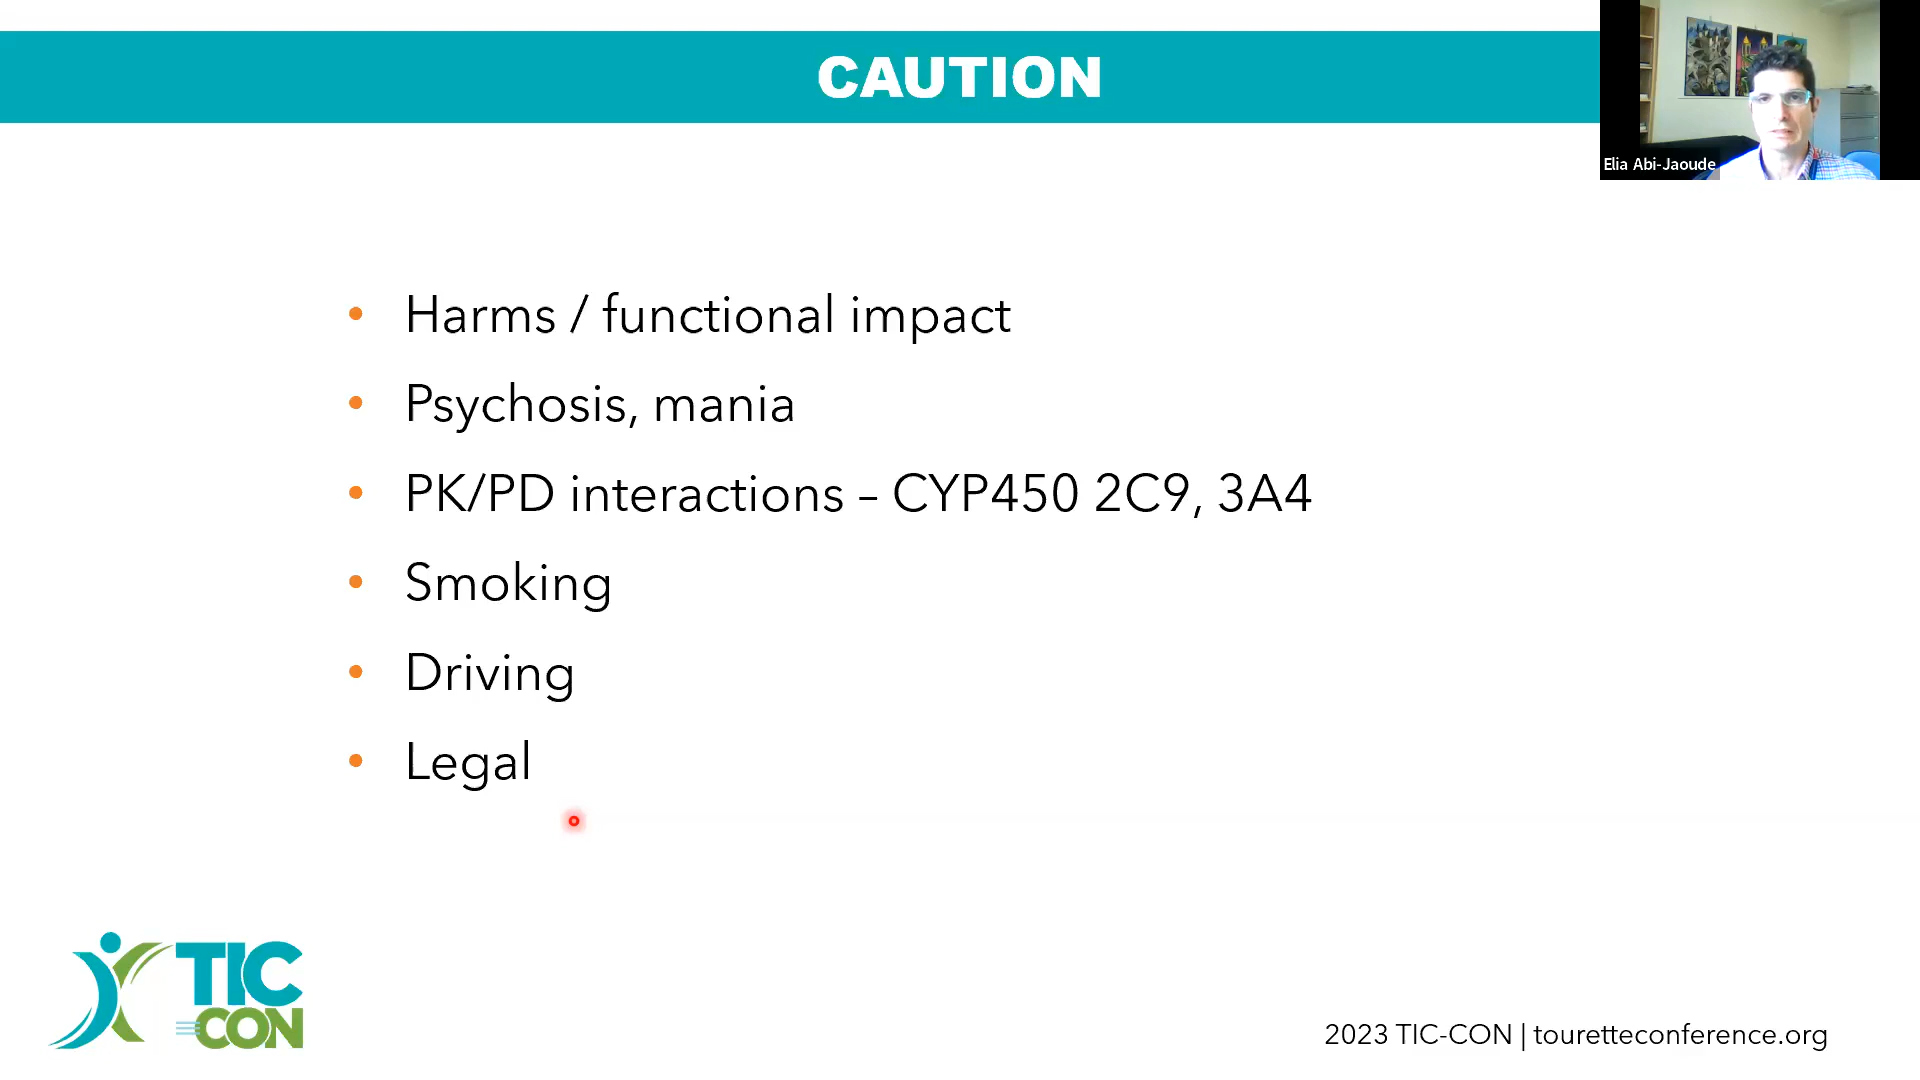 CAUTION
Elia Abi-Jaoude
• Harms / functional impact
• Psychosis, mania
• PK/PD interactions – CYP450 2C9, 3A4
• Smoking
• Driving
• Legal
TIC
CON
2023 TIC-CON | touretteconference.org